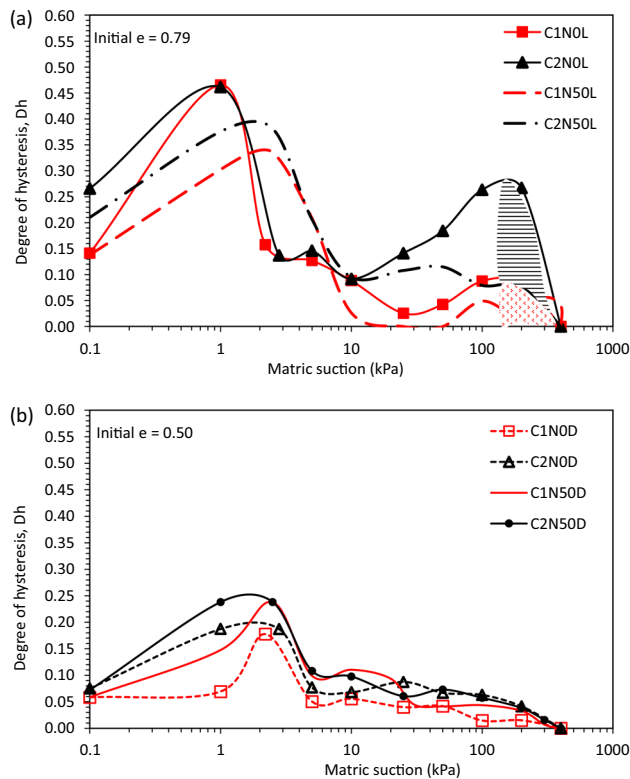 (a)
Degree of hysteresis, Dh
0.60
0.55
0.50
0.45
0.40
0.35
0.30
0.25
0.20
0.15
0.10
0.05
0.00
Initial e = 0.79
C1N0L
C2N0L
C1N50L
C2N50L
0.1 1 10 100 1000
Matric suction (kPa)
(b)
Degree of hysteresis, Dh
0.60
0.55
0.50
0.45
0.40
0.35
0.30
0.25
0.20
0.15
0.10
0.05
0.00
Initial e = 0.50
C1N0D
C2N0D
C1N50D
C2N50D
0.1 1 10 100 1000
Matric suction (kPa)